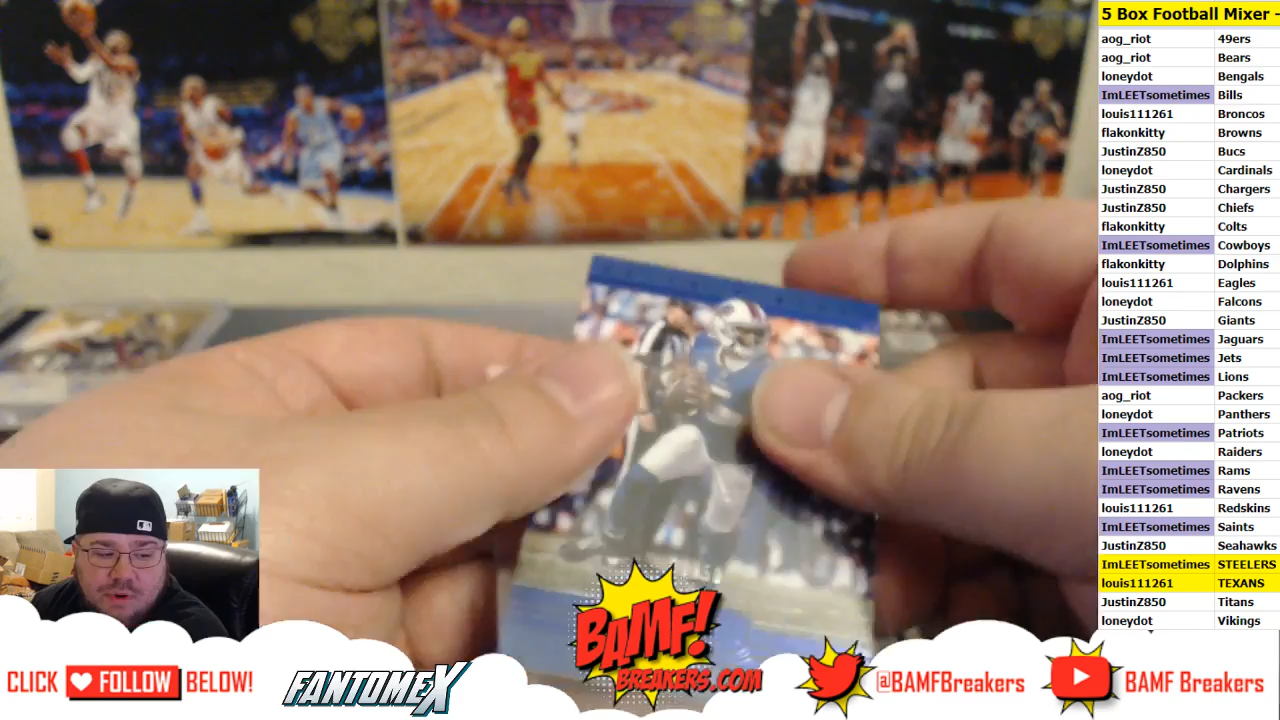 5 Box Football Mixer -
aog_riot 49ers
aog_riot Bears
loneydot Bengals
ImLEETsometimes Bills
louis111261 Broncos
flakonkitty Browns
JustinZ850 Bucs
loneydot Cardinals
JustinZ850 Chargers
JustinZ850 Chiefs
flakonkitty Colts
ImLEETsometimes Cowboys
flakonkitty Dolphins
louis111261 Eagles
loneydot Falcons
JustinZ850 Giants
ImLEETsometimes Jaguars
ImLEETsometimes Jets
ImLEETsometimes Lions
aog_riot Packers
loneydot Panthers
ImLEETsometimes Patriots
loneydot Raiders
ImLEETsometimes Rams
ImLEETsometimes Ravens
louis111261 Redskins
ImLEETsometimes Saints
JustinZ850 Seahawks
ImLEETsometimes STEELERS
louis111261 TEXANS
JustinZ850 Titans
loneydot Vikings
BAMF!
BREAKERS.COM
CLICK FOLLOW BELOW!
FANTOMEX
@BAMFBreakers
BAMF Breakers